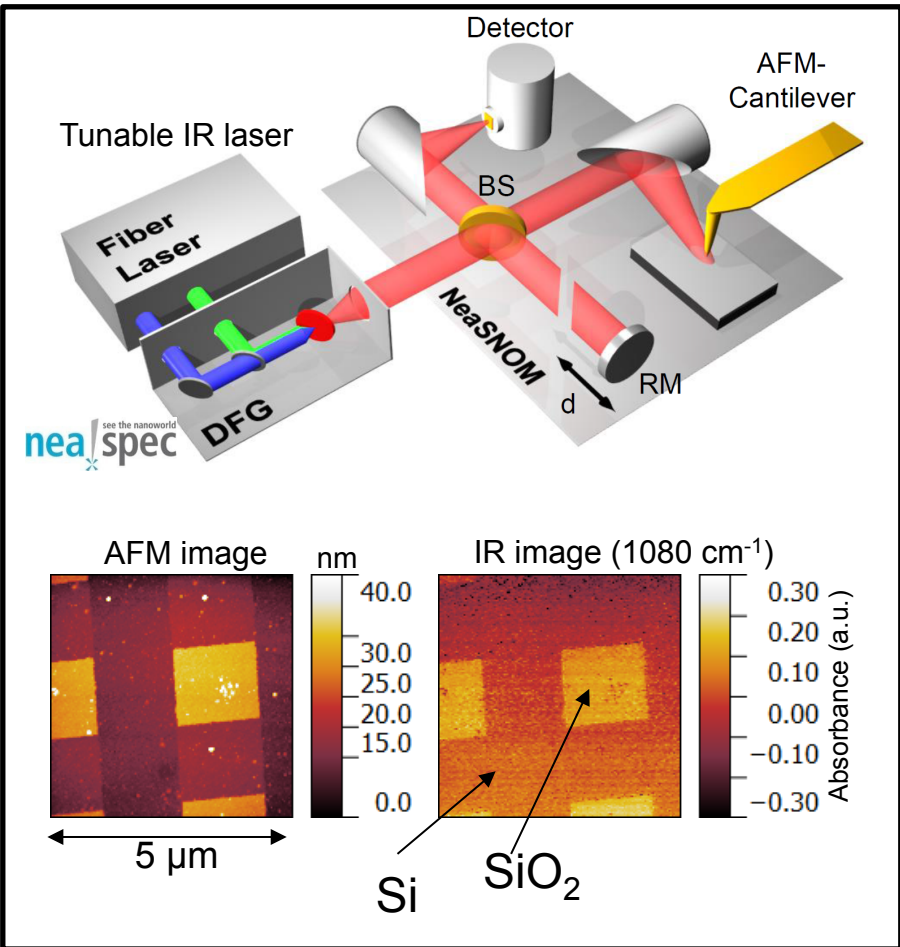 Detector
AFM-
Cantilever
Tunable IR laser
BS
Fiber
Laser
NeaSNOM
RM
d
DFG
see the nanoworld
nea spec
AFM image
nm
IR image (1080 cm⁻¹)
40.0
30.0
25.0
20.0
15.0
0.0
0.30
0.20
0.10
0.00
−0.10
−0.30
Absorbance (a.u.)
5 µm
Si
SiO₂